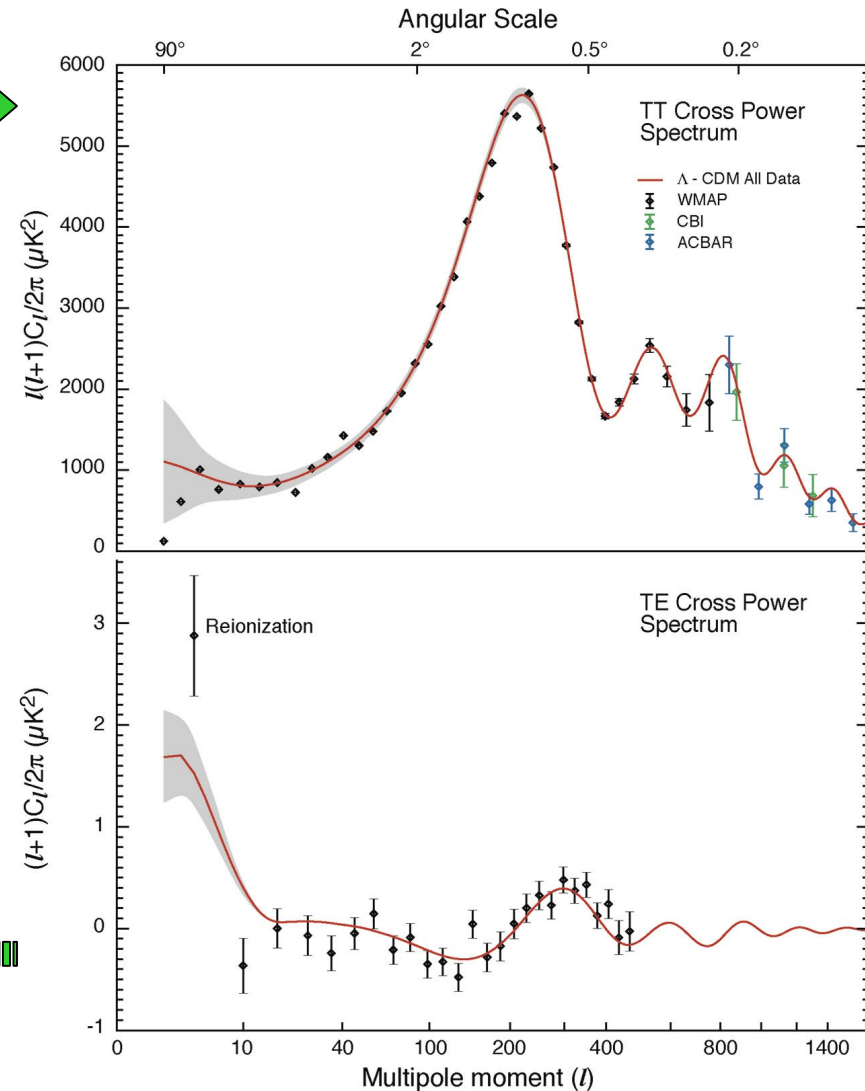 Angular Scale
90° 2° 0.5° 0.2°
6000
5000
4000
3000
2000
1000
0
l(l+1)Cₗ/2π (μK²)
TT Cross Power
Spectrum
Λ - CDM All Data
WMAP
CBI
ACBAR
3
2
1
0
-1
(l+1)Cₗ/2π (μK²)
Reionization
TE Cross Power
Spectrum
0 10 40 100 200 400 800 1400
Multipole moment (l)